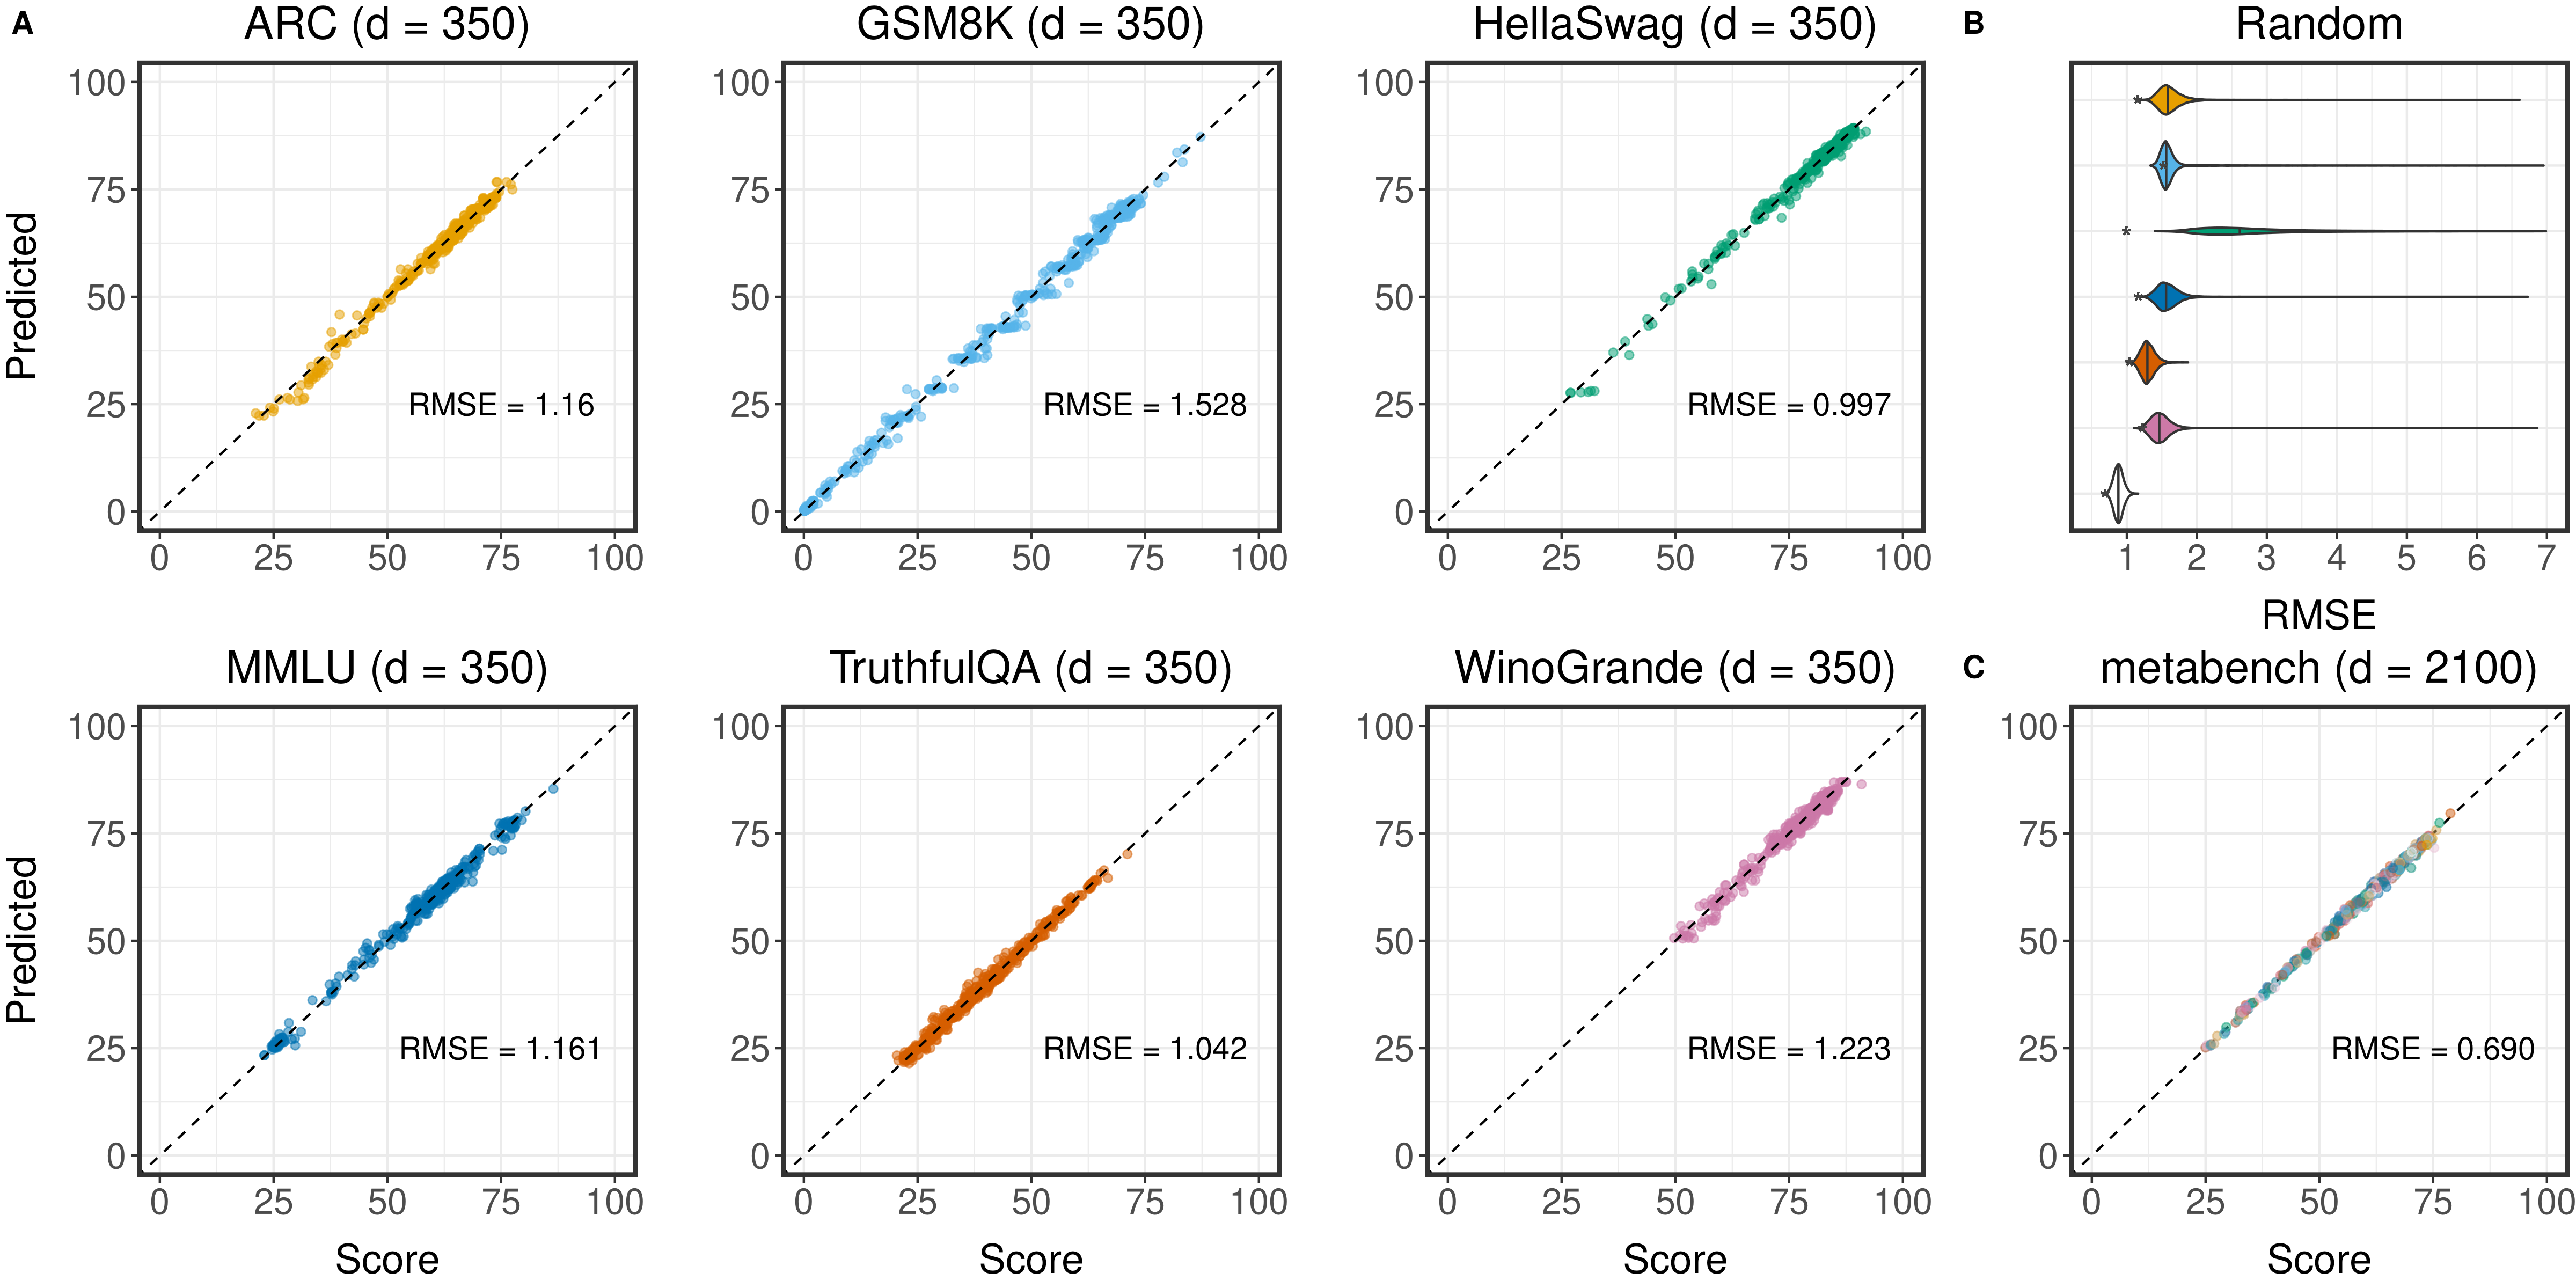 A
ARC (d = 350)
GSM8K (d = 350)
HellaSwag (d = 350)
B
Random
Predicted
100
75
50
25
0
RMSE = 1.16
0 25 50 75 100
100
75
50
25
0
RMSE = 1.528
0 25 50 75 100
100
75
50
25
0
RMSE = 0.997
0 25 50 75 100
*
*
*
*
*
*
*
1 2 3 4 5 6 7
RMSE
MMLU (d = 350)
TruthfulQA (d = 350)
WinoGrande (d = 350)
C
metabench (d = 2100)
Predicted
100
75
50
25
0
RMSE = 1.161
0 25 50 75 100
Score
100
75
50
25
0
RMSE = 1.042
0 25 50 75 100
Score
100
75
50
25
0
RMSE = 1.223
0 25 50 75 100
Score
100
75
50
25
0
RMSE = 0.690
0 25 50 75 100
Score